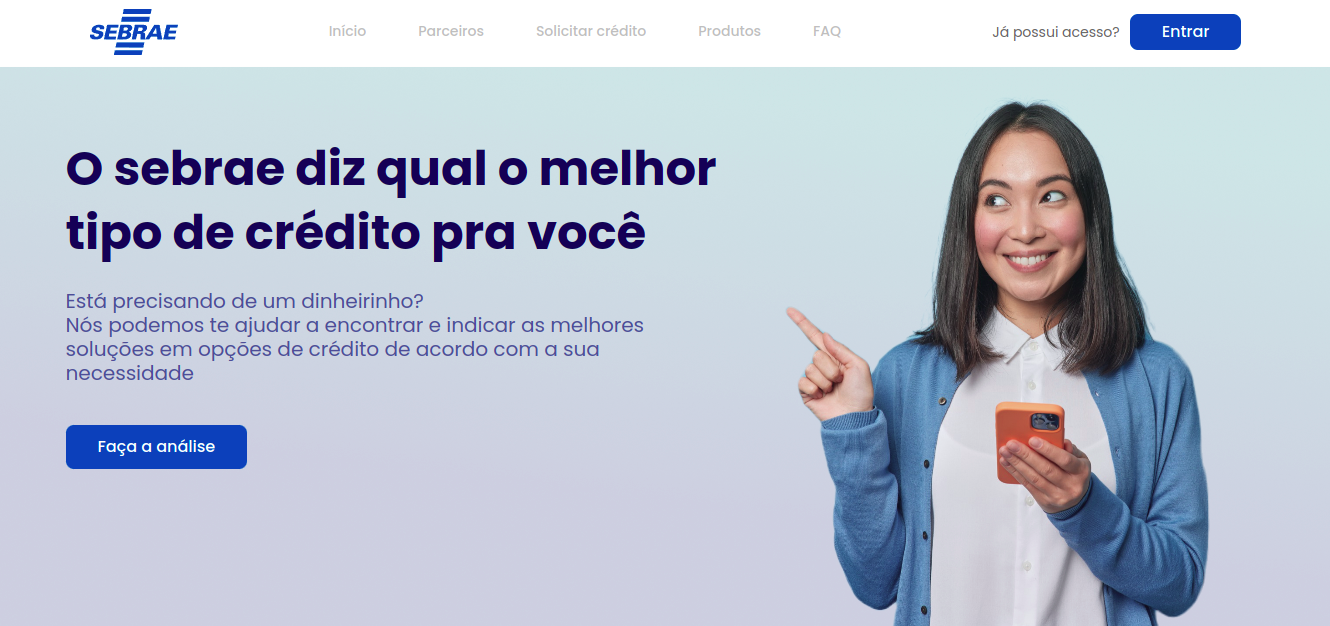 SEBRAE
Início
Parceiros
Solicitar crédito
Produtos
FAQ
Já possui acesso?
Entrar
O sebrae diz qual o melhor
tipo de crédito pra você
Está precisando de um dinheirinho?
Nós podemos te ajudar a encontrar e indicar as melhores
soluções em opções de crédito de acordo com a sua
necessidade
Faça a análise